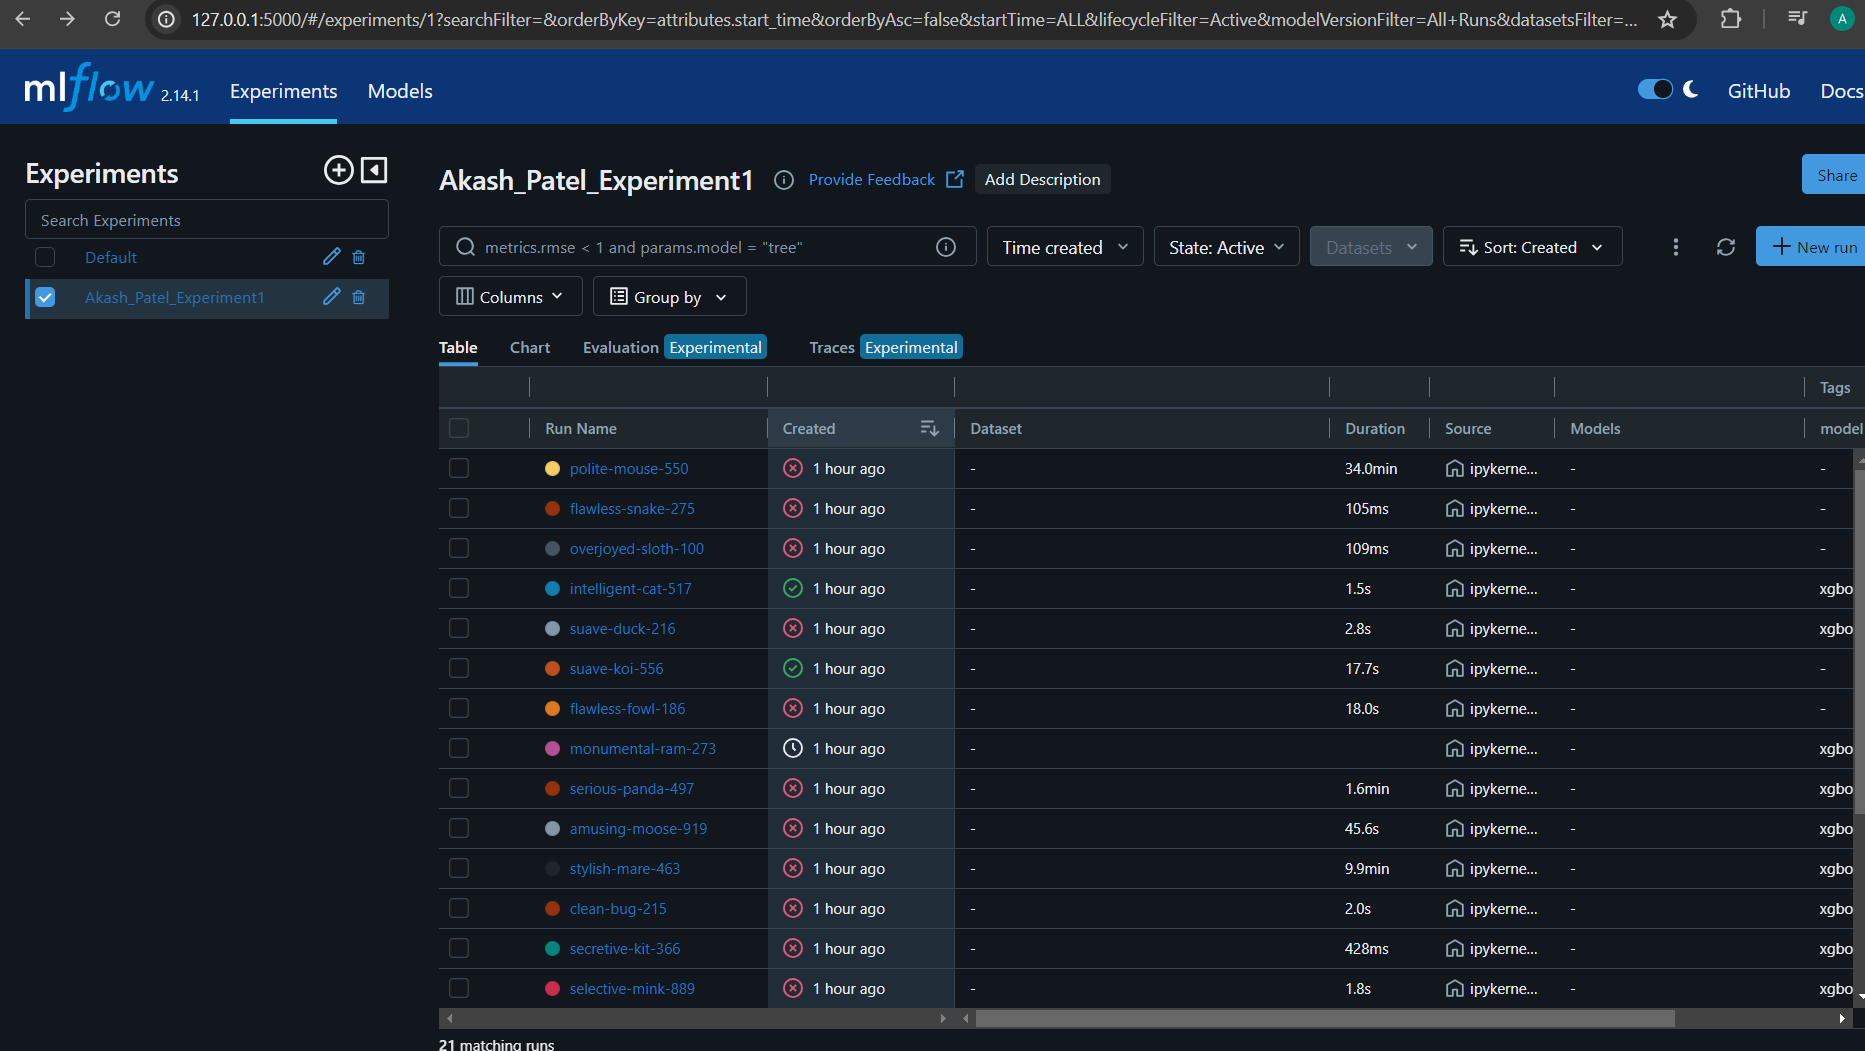 127.0.0.1:5000/#/experiments/1?searchFilter=&orderByKey=attributes.start_time&orderByAsc=false&startTime=ALL&lifecycleFilter=Active&modelVersionFilter=All+Runs&datasetsFilter=... A
mlflow 2.14.1 Experiments Models GitHub Docs
Experiments
Search Experiments
Default
Akash_Patel_Experiment1
Akash_Patel_Experiment1 Provide Feedback Add Description Share
metrics.rmse < 1 and params.model = "tree" Time created State: Active Datasets Sort: Created New run
Columns Group by
Table Chart Evaluation Experimental Traces Experimental
Tags
Run Name Created Dataset Duration Source Models model
polite-mouse-550 1 hour ago - 34.0min ipykerne... - -
flawless-snake-275 1 hour ago - 105ms ipykerne... - -
overjoyed-sloth-100 1 hour ago - 109ms ipykerne... - -
intelligent-cat-517 1 hour ago - 1.5s ipykerne... - xgbo
suave-duck-216 1 hour ago - 2.8s ipykerne... - xgbo
suave-koi-556 1 hour ago - 17.7s ipykerne... - -
flawless-fowl-186 1 hour ago - 18.0s ipykerne... - -
monumental-ram-273 1 hour ago - ipykerne... - xgbo
serious-panda-497 1 hour ago - 1.6min ipykerne... - xgbo
amusing-moose-919 1 hour ago - 45.6s ipykerne... - xgbo
stylish-mare-463 1 hour ago - 9.9min ipykerne... - xgbo
clean-bug-215 1 hour ago - 2.0s ipykerne... - xgbo
secretive-kit-366 1 hour ago - 428ms ipykerne... - xgbo
selective-mink-889 1 hour ago - 1.8s ipykerne... - xgbo
21 matching runs